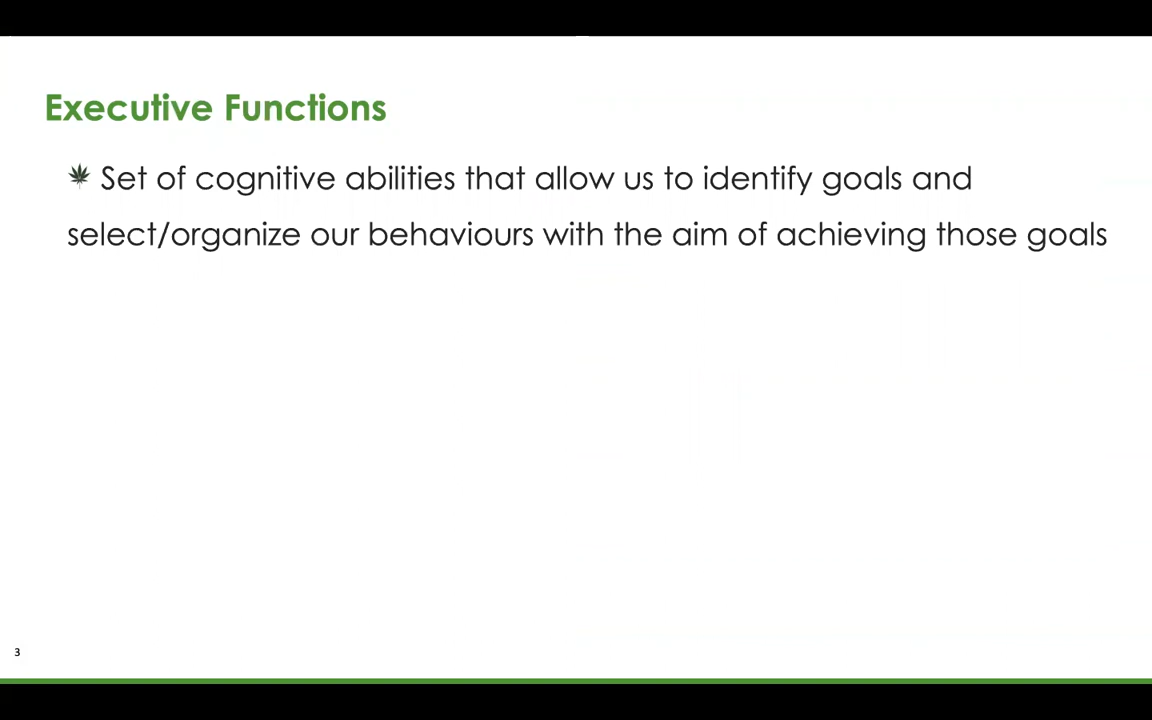 Executive Functions
Set of cognitive abilities that allow us to identify goals and
select/organize our behaviours with the aim of achieving those goals
3